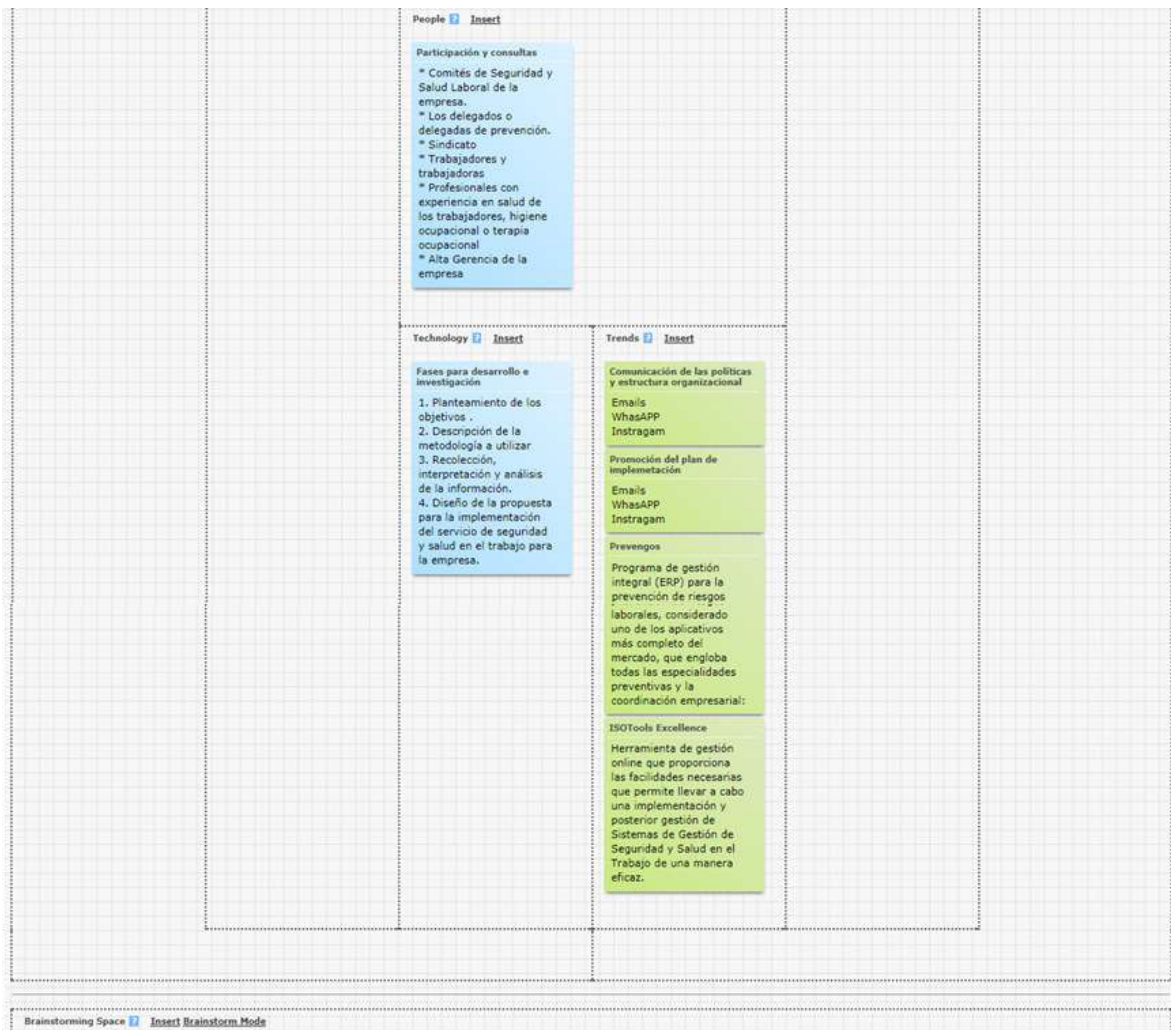 People ? Insert
Participación y consultas
* Comités de Seguridad y
Salud Laboral de la
empresa.
* Los delegados o
delegadas de prevención.
* Sindicato
* Trabajadores y
trabajadoras
* Profesionales con
experiencia en salud de
los trabajadores, higiene
ocupacional o terapia
ocupacional
* Alta Gerencia de la
empresa
Technology ? Insert
Fases para desarrollo e
investigación
1. Planteamiento de los
objetivos .
2. Descripción de la
metodología a utilizar
3. Recolección,
interpretación y análisis
de la información.
4. Diseño de la propuesta
para la implementación
del servicio de seguridad
y salud en el trabajo para
la empresa.
Trends ? Insert
Comunicación de las políticas
y estructura organizacional
Emails
WhasAPP
Instragam
Promoción del plan de
implemetación
Emails
WhasAPP
Instragam
Prevengos
Programa de gestión
integral (ERP) para la
prevención de riesgos
laborales, considerado
uno de los aplicativos
más completo del
mercado, que engloba
todas las especialidades
preventivas y la
coordinación empresarial:
ISOTools Excellence
Herramienta de gestión
online que proporciona
las facilidades necesarias
que permite llevar a cabo
una implementación y
posterior gestión de
Sistemas de Gestión de
Seguridad y Salud en el
Trabajo de una manera
eficaz.
Brainstorming Space ? Insert Brainstorm Mode